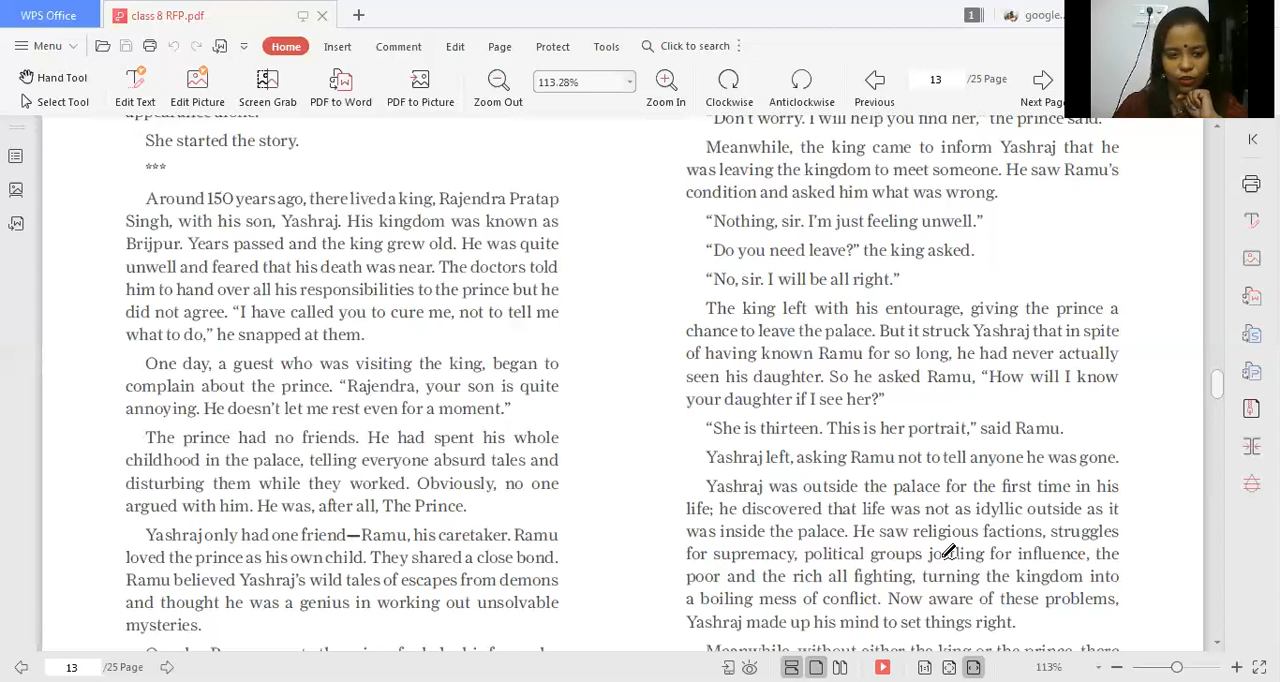 WPS Office
class 8 RFP.pdf
1
google...
Menu
Home
Insert
Comment
Edit
Page
Protect
Tools
Click to search
Hand Tool
Select Tool
Edit Text
Edit Picture
Screen Grab
PDF to Word
PDF to Picture
Zoom Out
113.28%
Zoom In
Clockwise
Anticlockwise
Previous
13
/25 Page
Next Pag
appearance alone.
She started the story.
***
Around 150 years ago, there lived a king, Rajendra Pratap
Singh, with his son, Yashraj. His kingdom was known as
Brijpur. Years passed and the king grew old. He was quite
unwell and feared that his death was near. The doctors told
him to hand over all his responsibilities to the prince but he
did not agree. “I have called you to cure me, not to tell me
what to do,” he snapped at them.
One day, a guest who was visiting the king, began to
complain about the prince. “Rajendra, your son is quite
annoying. He doesn’t let me rest even for a moment.”
The prince had no friends. He had spent his whole
childhood in the palace, telling everyone absurd tales and
disturbing them while they worked. Obviously, no one
argued with him. He was, after all, The Prince.
Yashraj only had one friend—Ramu, his caretaker. Ramu
loved the prince as his own child. They shared a close bond.
Ramu believed Yashraj’s wild tales of escapes from demons
and thought he was a genius in working out unsolvable
mysteries.
“Don’t worry. I will help you find her,” the prince said.
Meanwhile, the king came to inform Yashraj that he
was leaving the kingdom to meet someone. He saw Ramu’s
condition and asked him what was wrong.
“Nothing, sir. I’m just feeling unwell.”
“Do you need leave?” the king asked.
“No, sir. I will be all right.”
The king left with his entourage, giving the prince a
chance to leave the palace. But it struck Yashraj that in spite
of having known Ramu for so long, he had never actually
seen his daughter. So he asked Ramu, “How will I know
your daughter if I see her?”
“She is thirteen. This is her portrait,” said Ramu.
Yashraj left, asking Ramu not to tell anyone he was gone.
Yashraj was outside the palace for the first time in his
life; he discovered that life was not as idyllic outside as it
was inside the palace. He saw religious factions, struggles
for supremacy, political groups jostling for influence, the
poor and the rich all fighting, turning the kingdom into
a boiling mess of conflict. Now aware of these problems,
Yashraj made up his mind to set things right.
Meanwhile, without either the king or the prince, there
13
/25 Page
113%